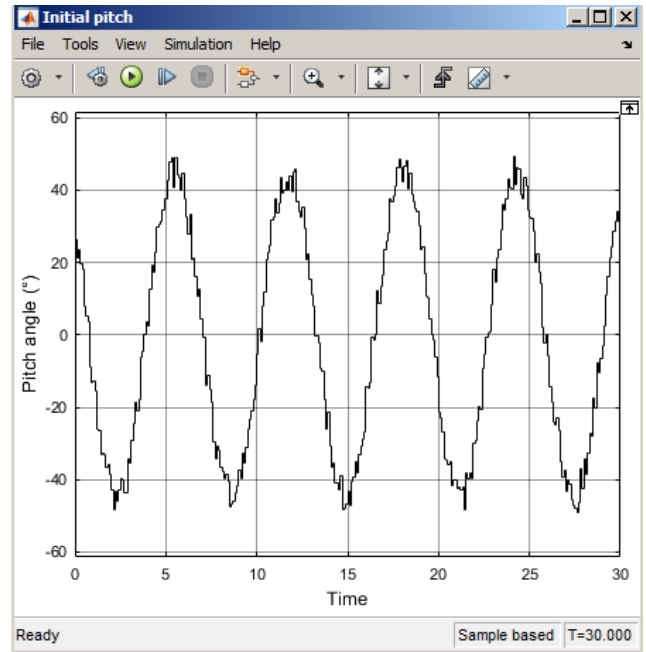 Initial pitch
File Tools View Simulation Help
60
40
20
0
-20
-40
-60
Pitch angle (°)
0 5 10 15 20 25 30
Time
Ready Sample based T=30.000